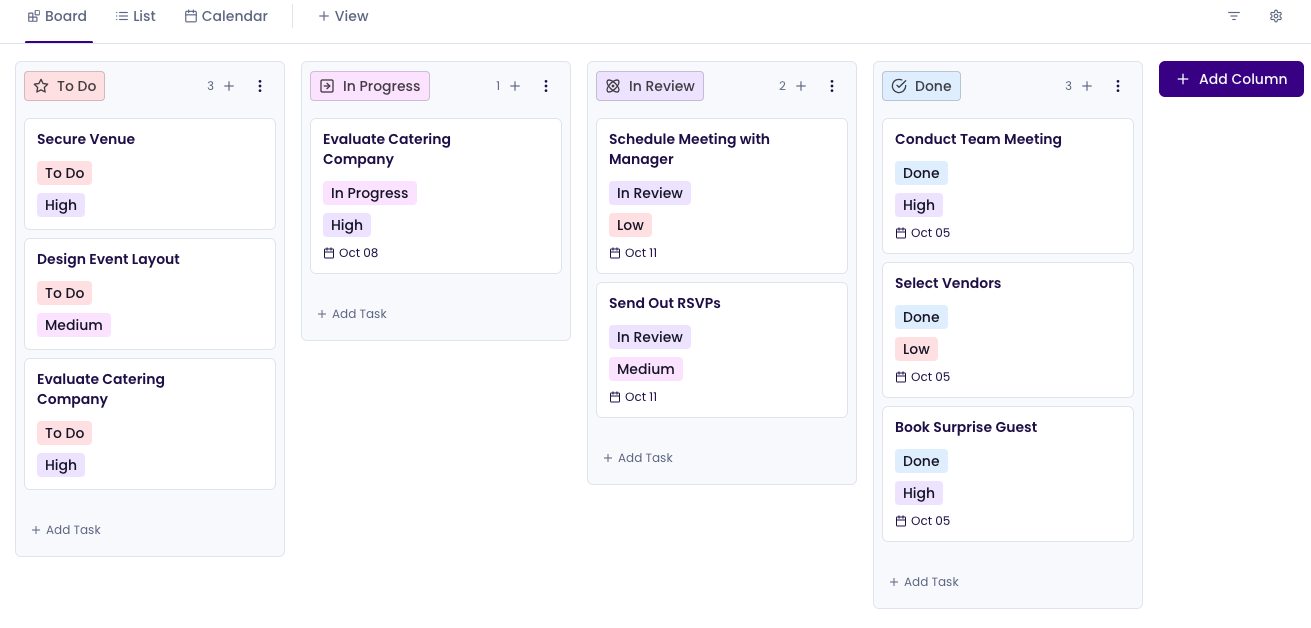 Board List Calendar + View
To Do 3 +
Secure Venue
To Do
High
Design Event Layout
To Do
Medium
Evaluate Catering
Company
To Do
High
+ Add Task
In Progress 1 +
Evaluate Catering
Company
In Progress
High
Oct 08
+ Add Task
In Review 2 +
Schedule Meeting with
Manager
In Review
Low
Oct 11
Send Out RSVPs
In Review
Medium
Oct 11
+ Add Task
Done 3 +
Conduct Team Meeting
Done
High
Oct 05
Select Vendors
Done
Low
Oct 05
Book Surprise Guest
Done
High
Oct 05
+ Add Task
+ Add Column